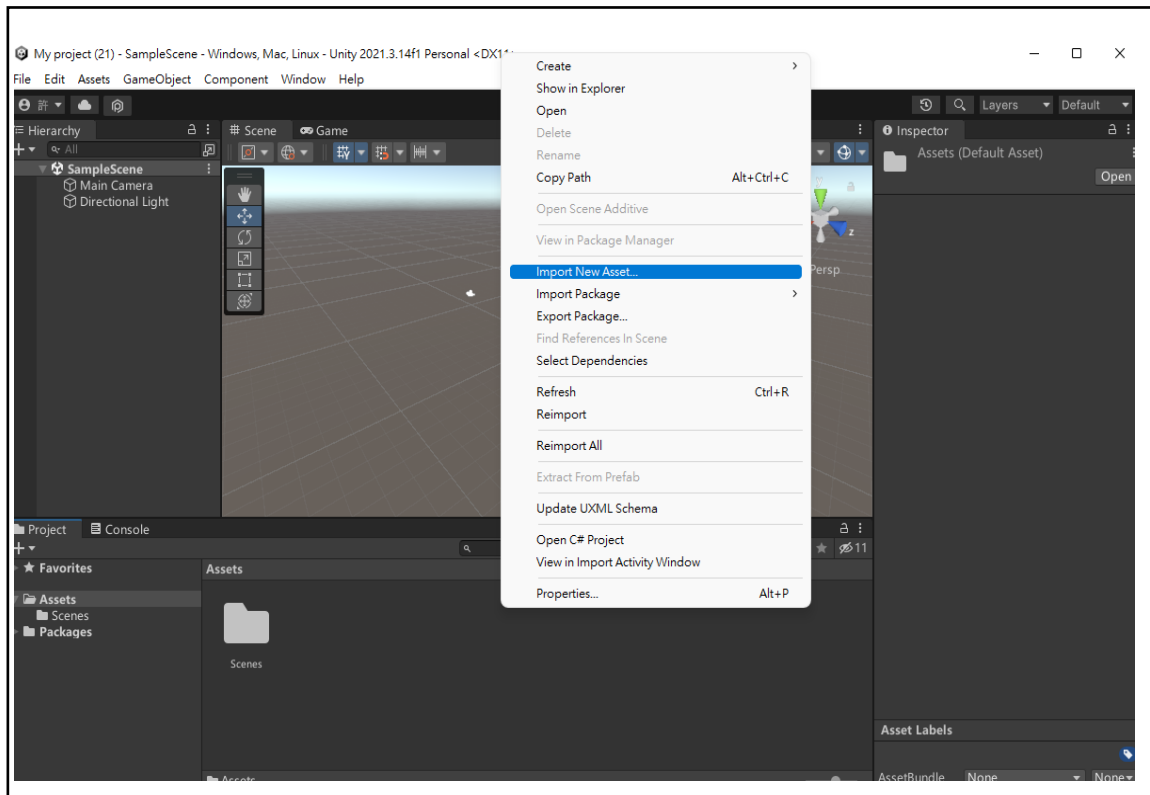 My project (21) - SampleScene - Windows, Mac, Linux - Unity 2021.3.14f1 Personal <DX11>
File Edit Assets GameObject Component Window Help
許
Layers
Default
Hierarchy
All
SampleScene
Main Camera
Directional Light
# Scene
Game
Z
Persp
Create
Show in Explorer
Open
Delete
Rename
Copy Path Alt+Ctrl+C
Open Scene Additive
View in Package Manager
Import New Asset...
Import Package
Export Package...
Find References In Scene
Select Dependencies
Refresh Ctrl+R
Reimport
Reimport All
Extract From Prefab
Update UXML Schema
Open C# Project
View in Import Activity Window
Properties... Alt+P
Inspector
Assets (Default Asset)
Open
Project
Console
11
Favorites
Assets
Scenes
Packages
Assets
Scenes
Assets
Asset Labels
AssetBundle None None